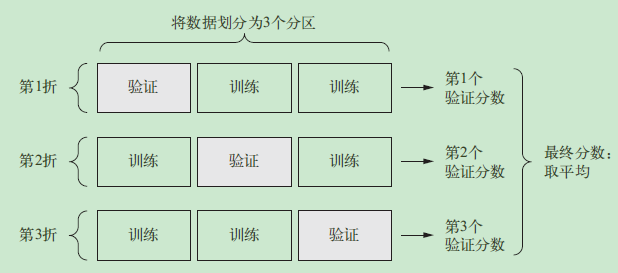 将数据划分为3个分区
第1折
验证
训练
训练
第1个
验证分数
第2折
训练
验证
训练
第2个
验证分数
最终分数：
取平均
第3折
训练
训练
验证
第3个
验证分数